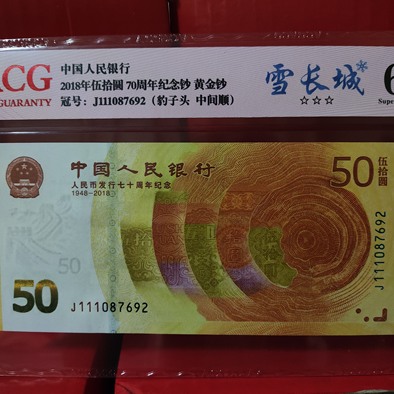 ACG
GUARANTY
中国人民银行
2018年伍拾圆 70周年纪念钞 黄金钞
冠号：J111087692（豹子头 中间顺）
雪长城
6
Super
中国人民银行
人民币发行七十周年纪念
1948-2018
50
伍拾圆
50
50
J111087692
J111087692